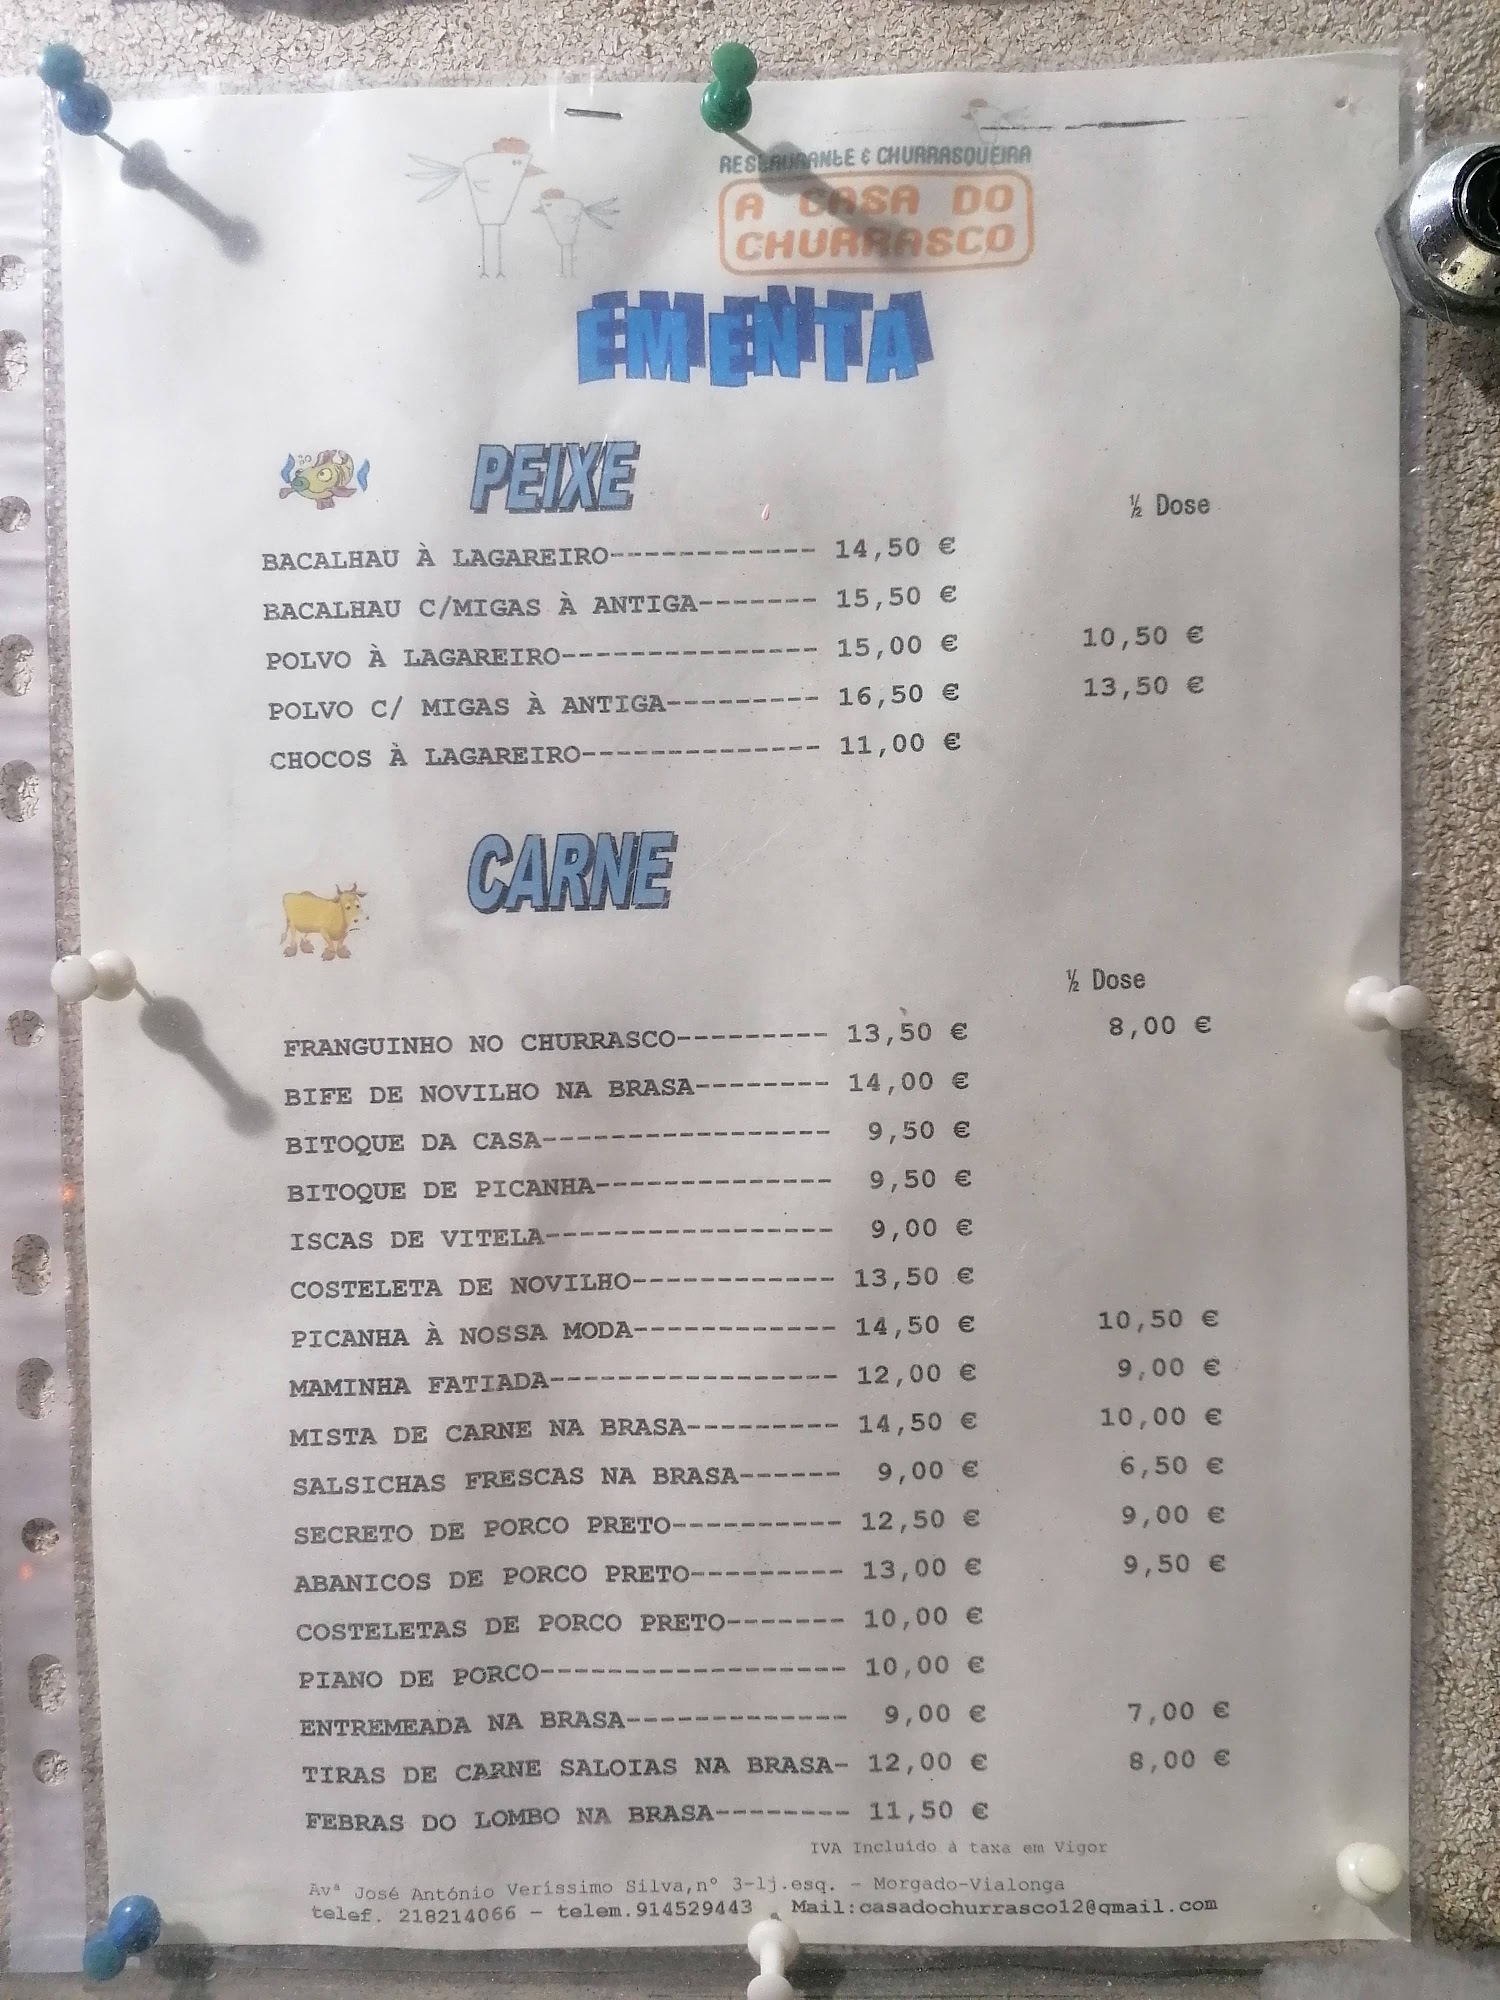 RESTAURANTE & CHURRASQUEIRA
A CASA DO
CHURRASCO
EMENTA
PEIXE
½ Dose
BACALHAU À LAGAREIRO------------- 14,50 €
BACALHAU C/MIGAS À ANTIGA------- 15,50 €
POLVO À LAGAREIRO--------------- 15,00 € 10,50 €
POLVO C/ MIGAS À ANTIGA--------- 16,50 € 13,50 €
CHOCOS À LAGAREIRO-------------- 11,00 €
CARNE
½ Dose
FRANGUINHO NO CHURRASCO--------- 13,50 € 8,00 €
BIFE DE NOVILHO NA BRASA-------- 14,00 €
BITOQUE DA CASA----------------- 9,50 €
BITOQUE DE PICANHA-------------- 9,50 €
ISCAS DE VITELA----------------- 9,00 €
COSTELETA DE NOVILHO------------ 13,50 €
PICANHA À NOSSA MODA------------ 14,50 € 10,50 €
MAMINHA FATIADA----------------- 12,00 € 9,00 €
MISTA DE CARNE NA BRASA--------- 14,50 € 10,00 €
SALSICHAS FRESCAS NA BRASA------ 9,00 € 6,50 €
SECRETO DE PORCO PRETO---------- 12,50 € 9,00 €
ABANICOS DE PORCO PRETO--------- 13,00 € 9,50 €
COSTELETAS DE PORCO PRETO------- 10,00 €
PIANO DE PORCO------------------ 10,00 €
ENTREMEADA NA BRASA------------- 9,00 € 7,00 €
TIRAS DE CARNE SALOIAS NA BRASA- 12,00 € 8,00 €
FEBRAS DO LOMBO NA BRASA-------- 11,50 €
IVA Incluído à taxa em Vigor
Avª José António Veríssimo Silva,nº 3-lj.esq. - Morgado-Vialonga
telef. 218214066 - telem.914529443 . Mail:casadochurrasco12@gmail.com